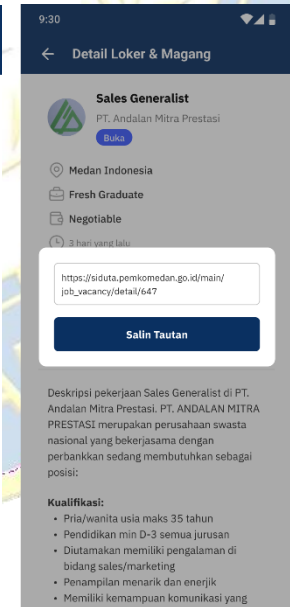 9:30
Detail Loker & Magang
Sales Generalist
PT. Andalan Mitra Prestasi
Buka
Medan Indonesia
Fresh Graduate
Negotiable
3 hari yang lalu
https://siduta.pemkomedan.go.id/main/
job_vacancy/detail/647
Salin Tautan
Deskripsi pekerjaan Sales Generalist di PT.
Andalan Mitra Prestasi. PT. ANDALAN MITRA
PRESTASI merupakan perusahaan swasta
nasional yang bekerjasama dengan
perbankkan sedang membutuhkan sebagai
posisi:
Kualifikasi:
• Pria/wanita usia maks 35 tahun
• Pendidikan min D-3 semua jurusan
• Diutamakan memiliki pengalaman di
bidang sales/marketing
• Penampilan menarik dan enerjik
• Memiliki kemampuan komunikasi yang